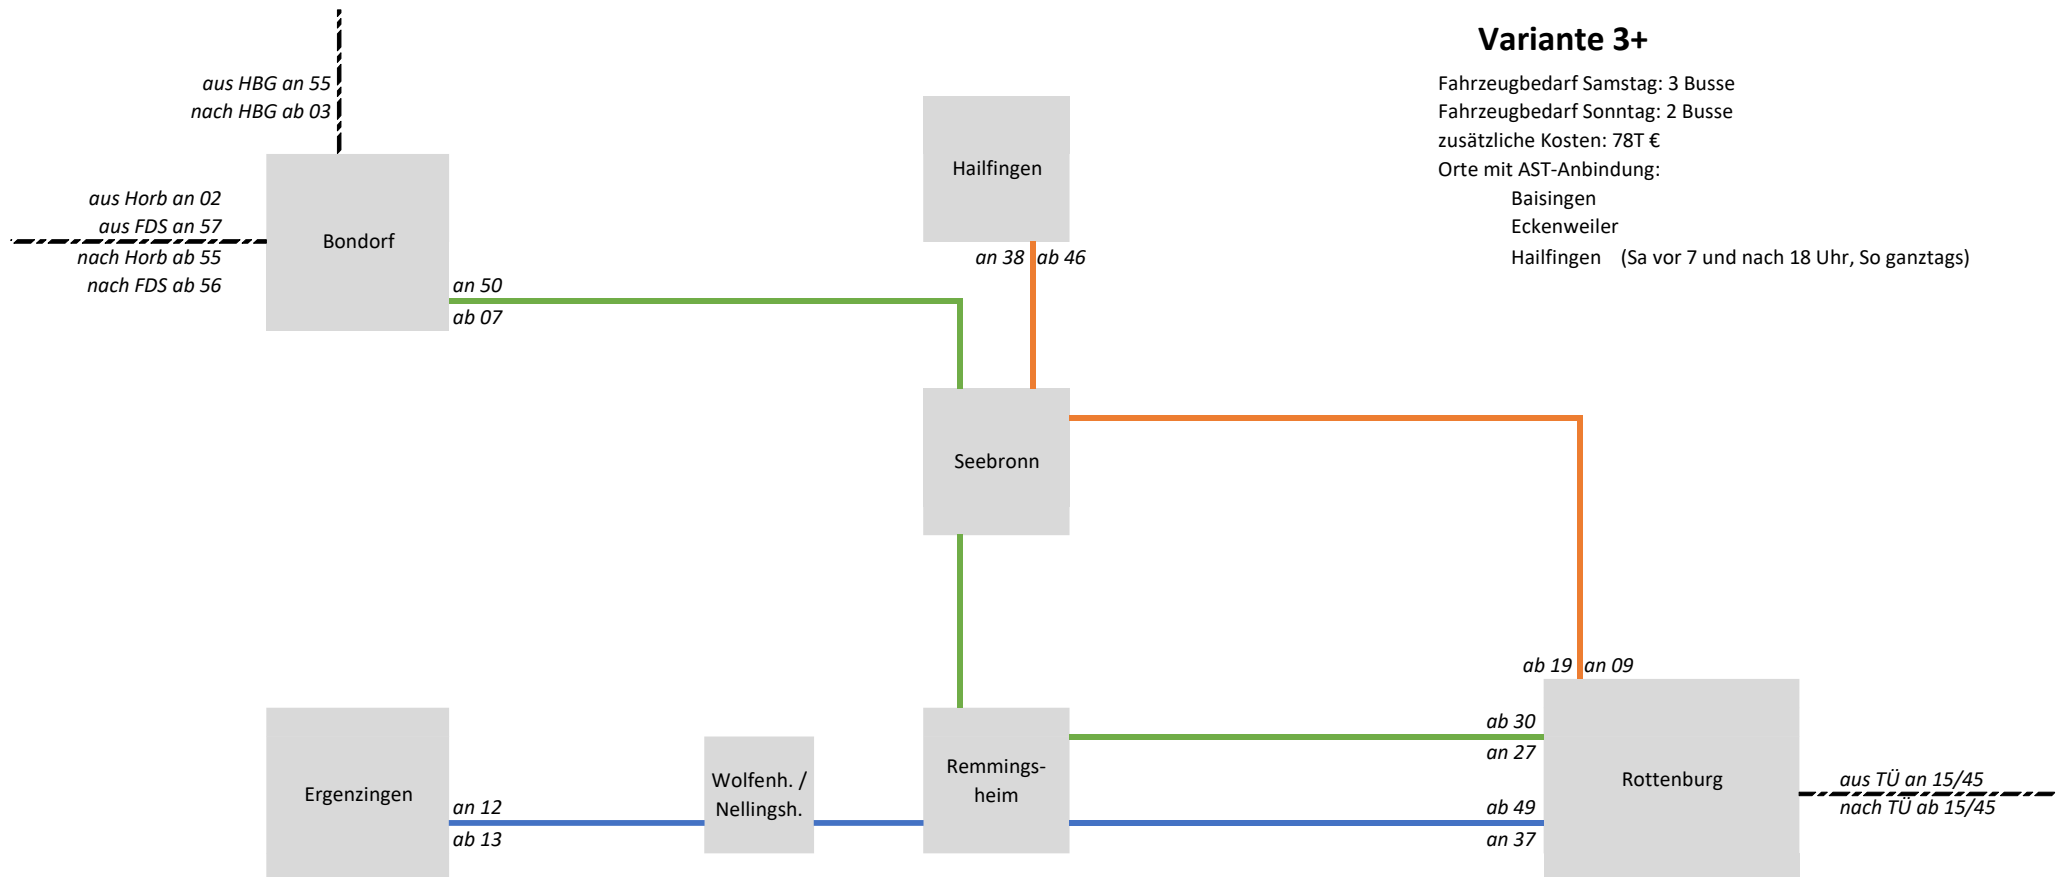 Variante 3+
Fahrzeugbedarf Samstag: 3 Busse
Fahrzeugbedarf Sonntag: 2 Busse
zusätzliche Kosten: 78T €
Orte mit AST-Anbindung:
Baisingen
Eckenweiler
Hailfingen (Sa vor 7 und nach 18 Uhr, So ganztags)
aus HBG an 55
nach HBG ab 03
aus Horb an 02
aus FDS an 57
nach Horb ab 55
nach FDS ab 56
Bondorf
an 50
ab 07
Hailfingen
an 38 ab 46
Seebronn
ab 19 an 09
Ergenzingen
an 12
ab 13
Wolfenh. /
Nellingsh.
Remmings-
heim
ab 30
an 27
ab 49
an 37
Rottenburg
aus TÜ an 15/45
nach TÜ ab 15/45